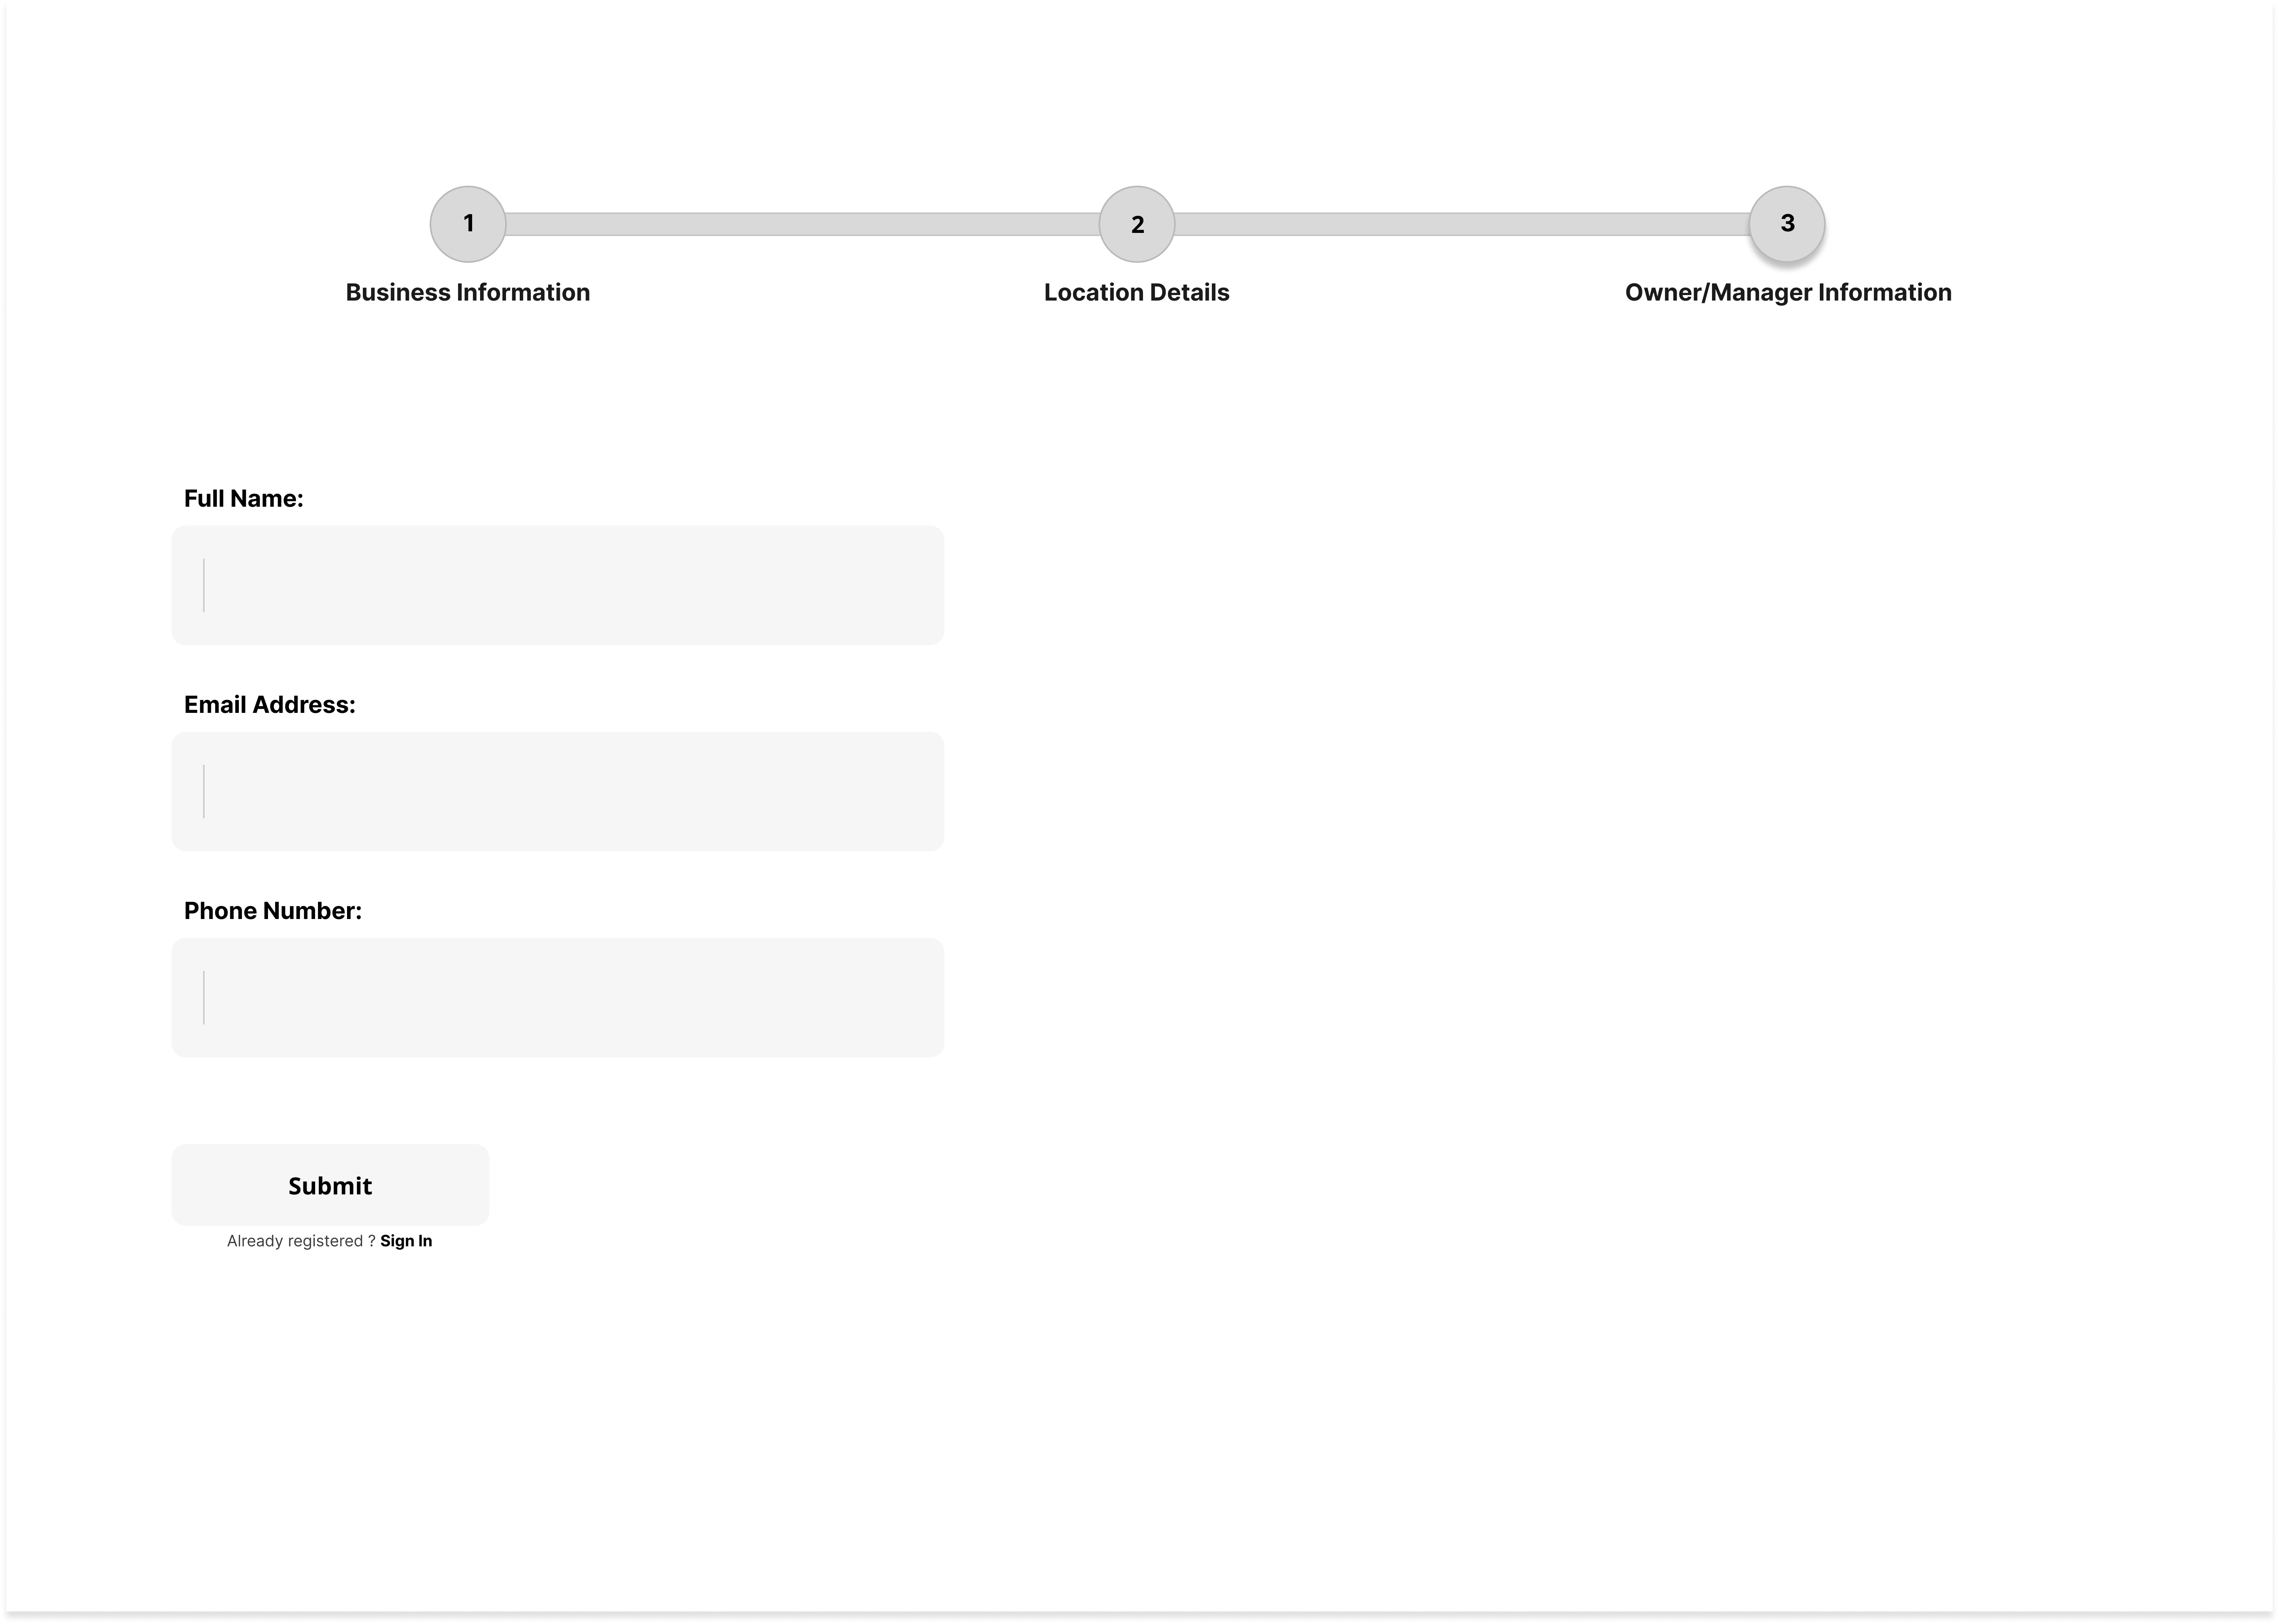 1 2 3
Business Information Location Details Owner/Manager Information
Full Name:
Email Address:
Phone Number:
Submit
Already registered ? Sign In